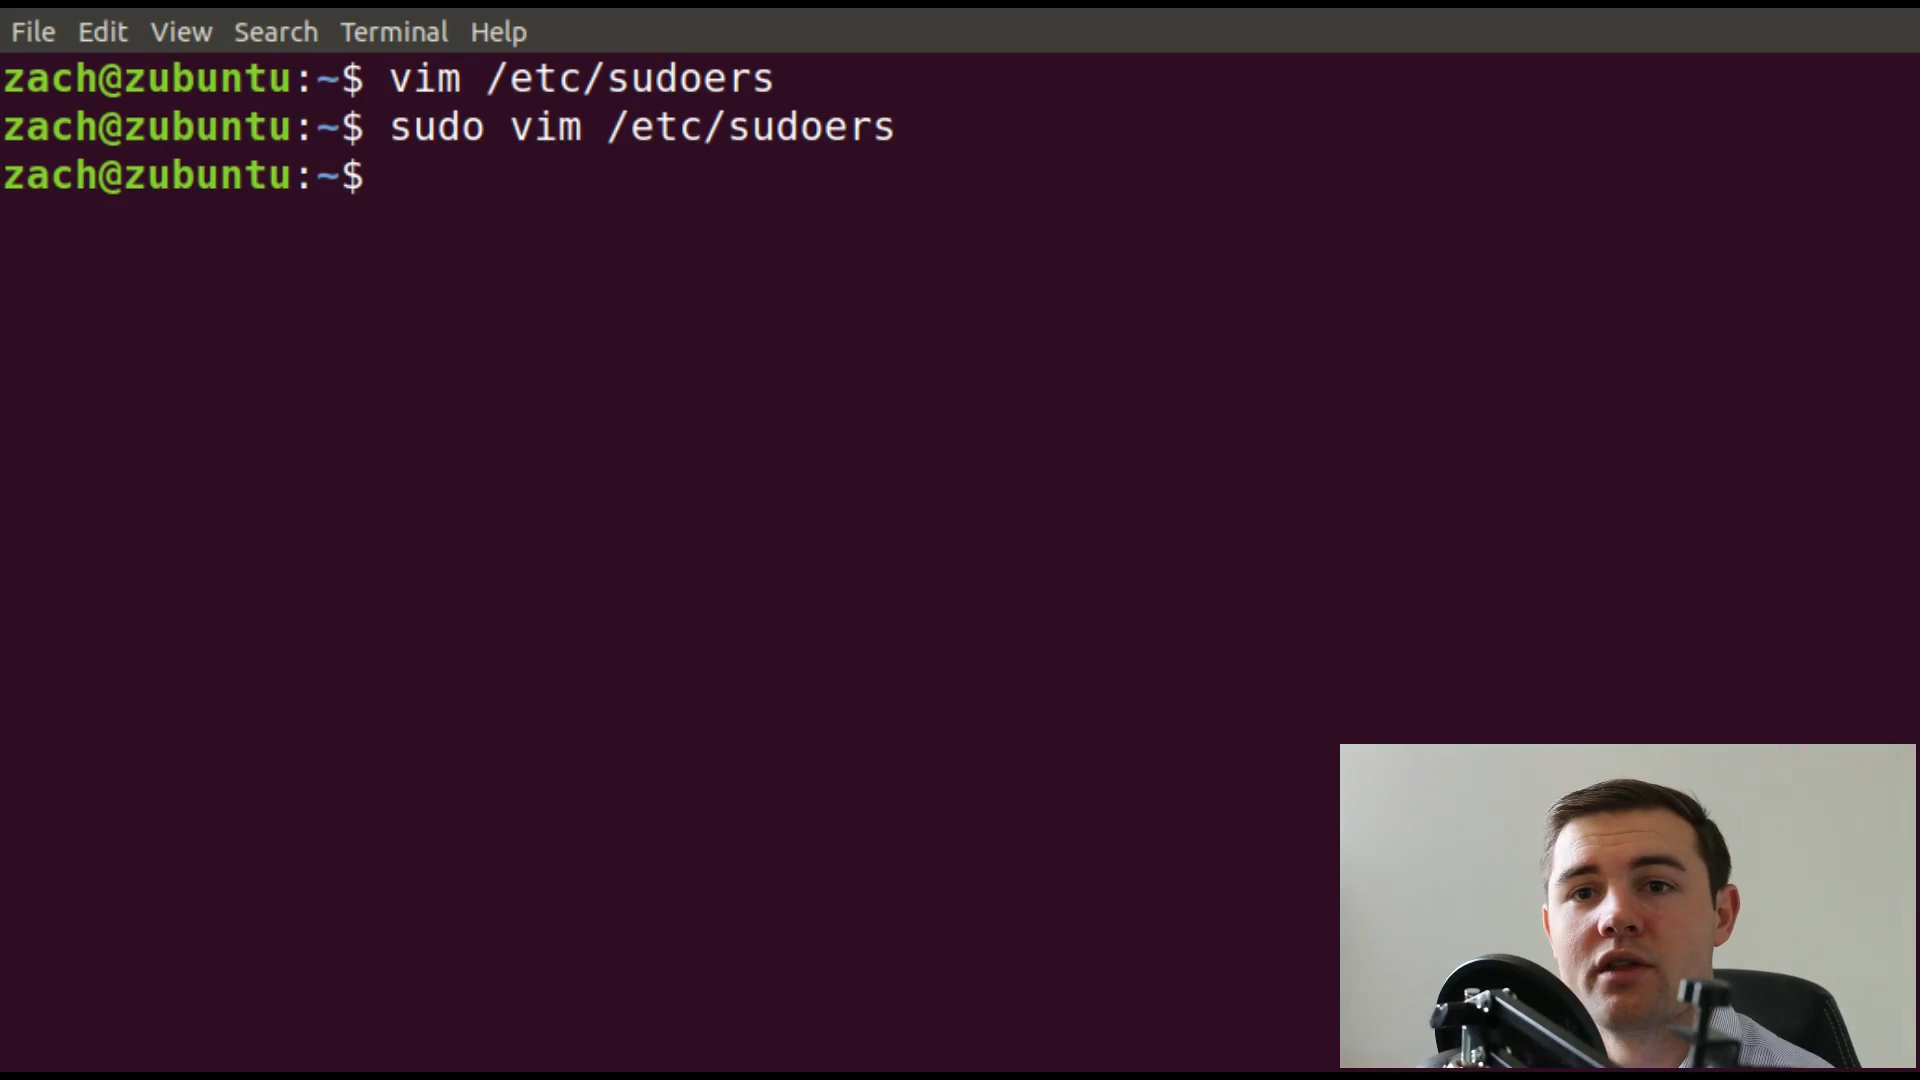 File Edit View Search Terminal Help
zach@zubuntu:~$ vim /etc/sudoers
zach@zubuntu:~$ sudo vim /etc/sudoers
zach@zubuntu:~$